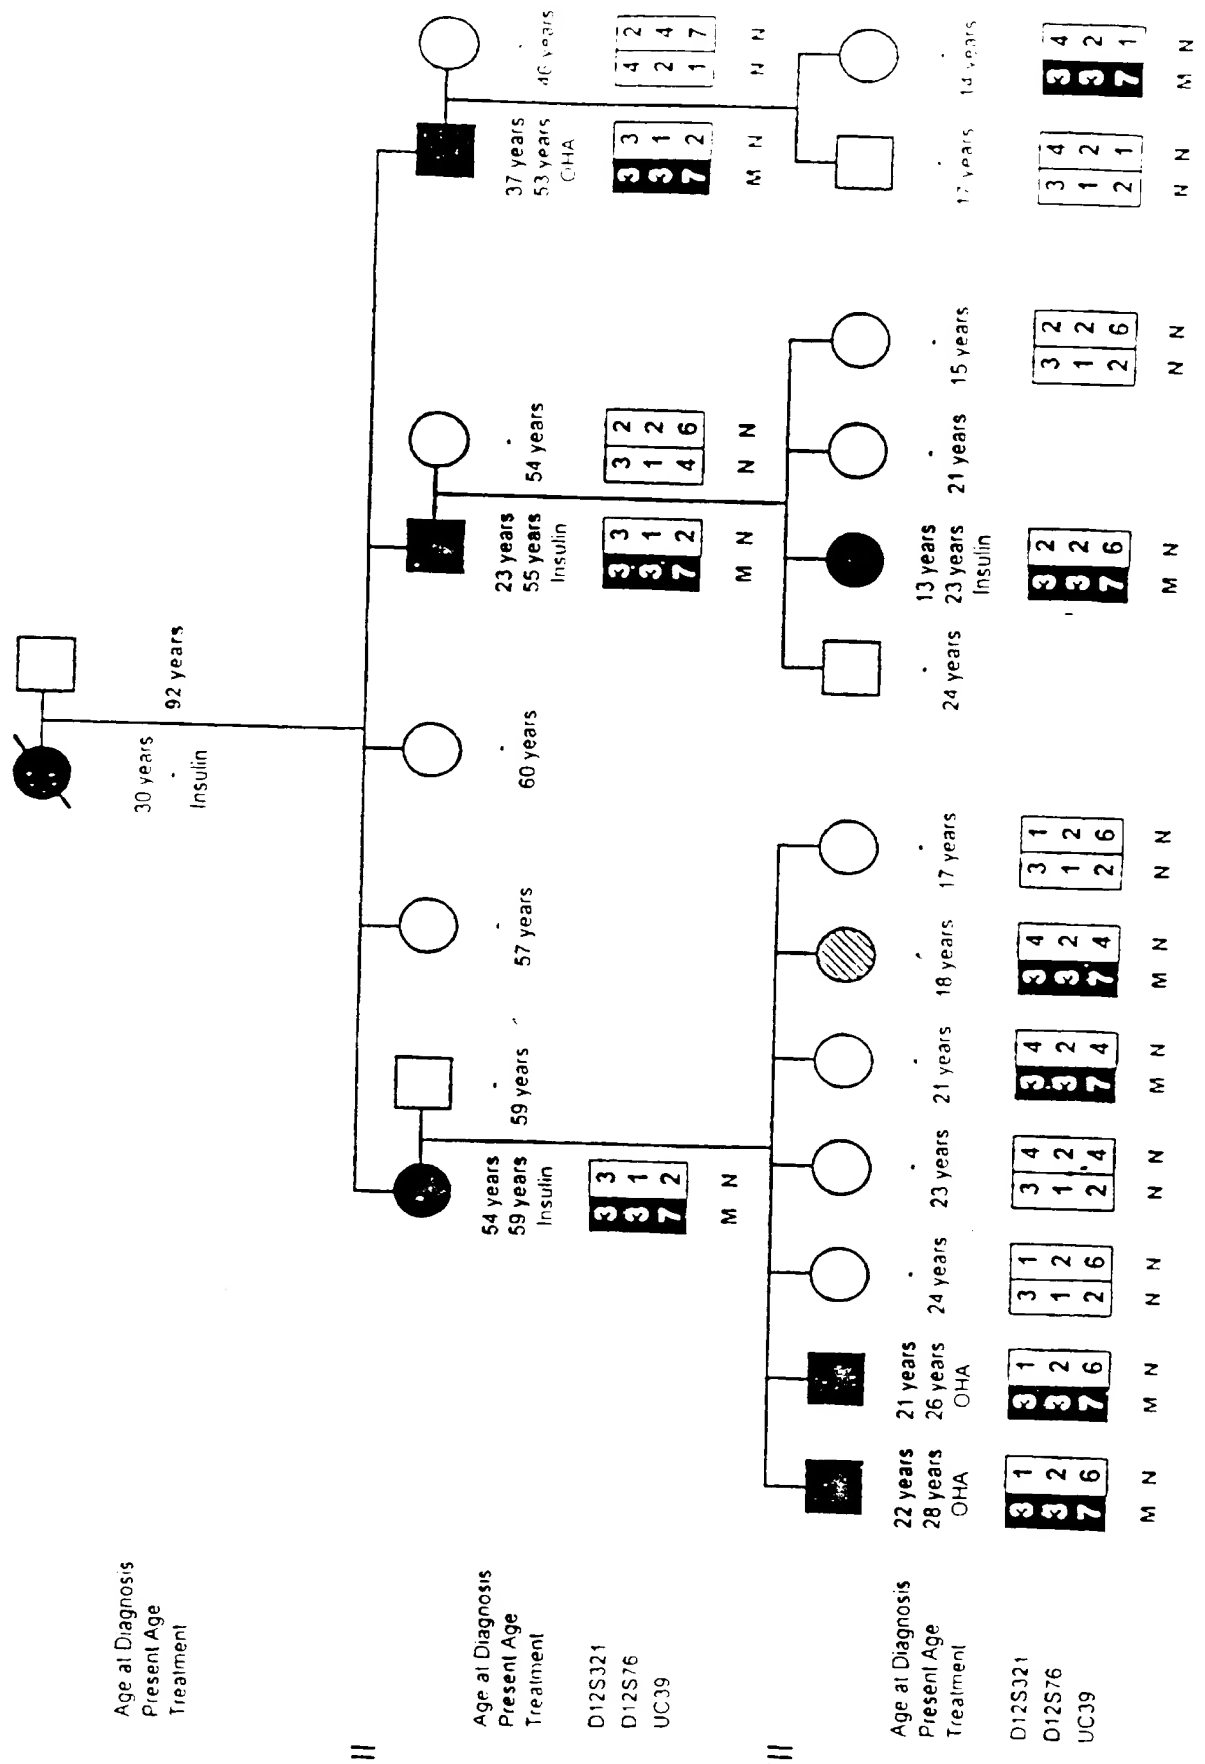 Age at Diagnosis 30 years
Present Age 92 years
Treatment Insulin
II
Age at Diagnosis 54 years 23 years 37 years
Present Age 59 years 59 years 57 years 60 years 55 years 54 years 53 years 46 years
Treatment Insulin Insulin OHA
D12S321 3 3 3 3 3 2 3 3 4 2
D12S76 3 1 3 1 1 2 3 1 2 4
UC39 7 2 7 2 4 6 7 2 1 7
M N M N N N M N N N
II
Age at Diagnosis 22 years 21 years 13 years
Present Age 28 years 26 years 24 years 23 years 21 years 18 years 17 years 24 years 23 years 21 years 15 years 17 years 14 years
Treatment OHA OHA Insulin
D12S321 3 1 3 1 3 1 3 4 3 4 3 4 3 1 3 2 3 2 3 4 3 4
D12S76 3 2 3 2 1 2 1 2 3 2 3 2 1 2 3 2 1 2 1 2 3 2
UC39 7 6 7 6 2 6 2 4 7 4 7 4 2 6 7 6 2 6 2 1 7 1
M N M N N N N N M N M N N N M N N N N N M N